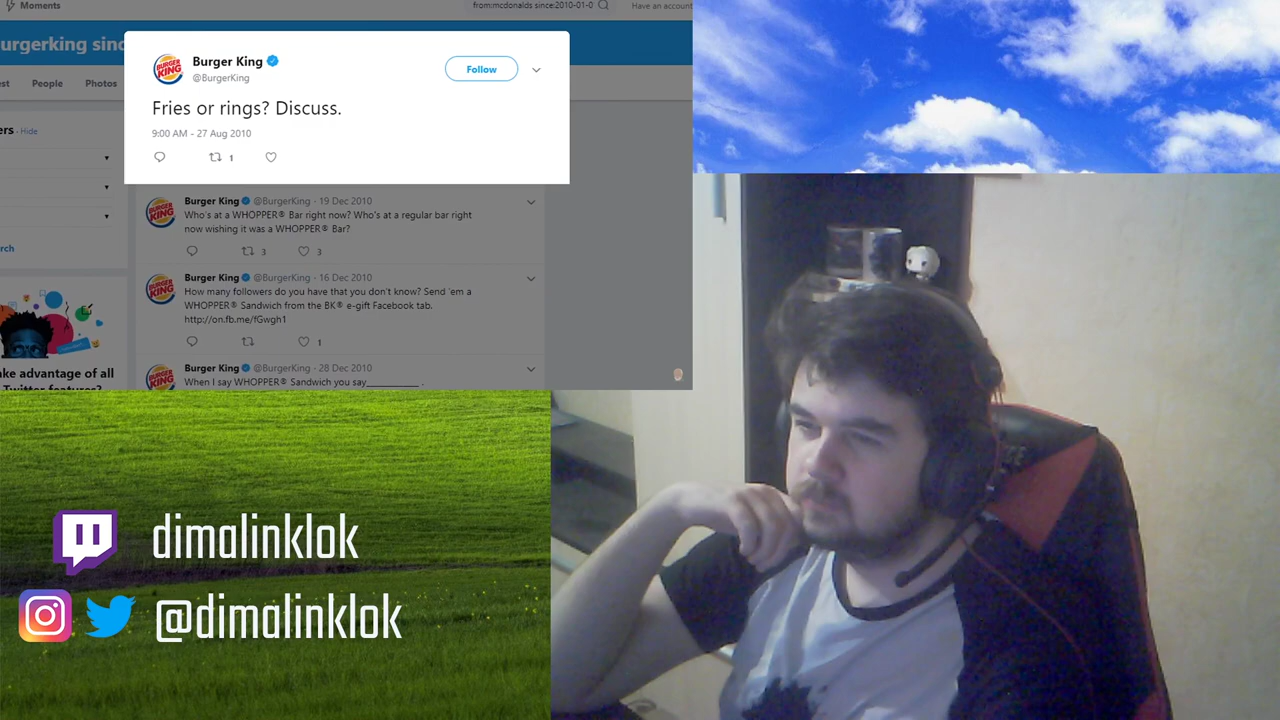 Moments
from:mcdonalds since:2010-01-0
Have an account
urgerking sinc
est
People
Photos
ers · Hide
rch
ake advantage of all
Twitter features?
BURGER KING
Burger King
@BurgerKing
Follow
Fries or rings? Discuss.
9:00 AM - 27 Aug 2010
1
Burger King @BurgerKing · 19 Dec 2010
Who's at a WHOPPER® Bar right now? Who's at a regular bar right
now wishing it was a WHOPPER® Bar?
3 3
Burger King @BurgerKing · 16 Dec 2010
How many followers do you have that you don't know? Send 'em a
WHOPPER® Sandwich from the BK® e-gift Facebook tab.
http://on.fb.me/fGwgh1
1
Burger King @BurgerKing · 28 Dec 2010
When I say WHOPPER® Sandwich you say__________ .
dimalinklok
@dimalinklok